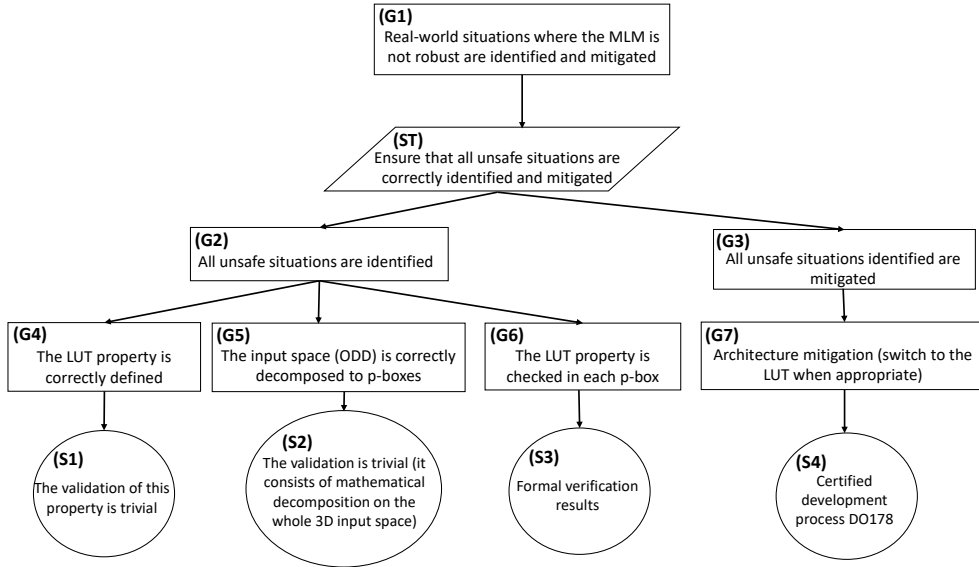 (G1)
Real-world situations where the MLM is
not robust are identified and mitigated
(ST)
Ensure that all unsafe situations are
correctly identified and mitigated
(G2)
All unsafe situations are identified
(G3)
All unsafe situations identified are
mitigated
(G4)
The LUT property is
correctly defined
(G5)
The input space (ODD) is correctly
decomposed to p-boxes
(G6)
The LUT property is
checked in each p-box
(G7)
Architecture mitigation (switch to the
LUT when appropriate)
(S1)
The validation of this
property is trivial
(S2)
The validation is trivial (it
consists of mathematical
decomposition on the
whole 3D input space)
(S3)
Formal verification
results
(S4)
Certified
development
process DO178